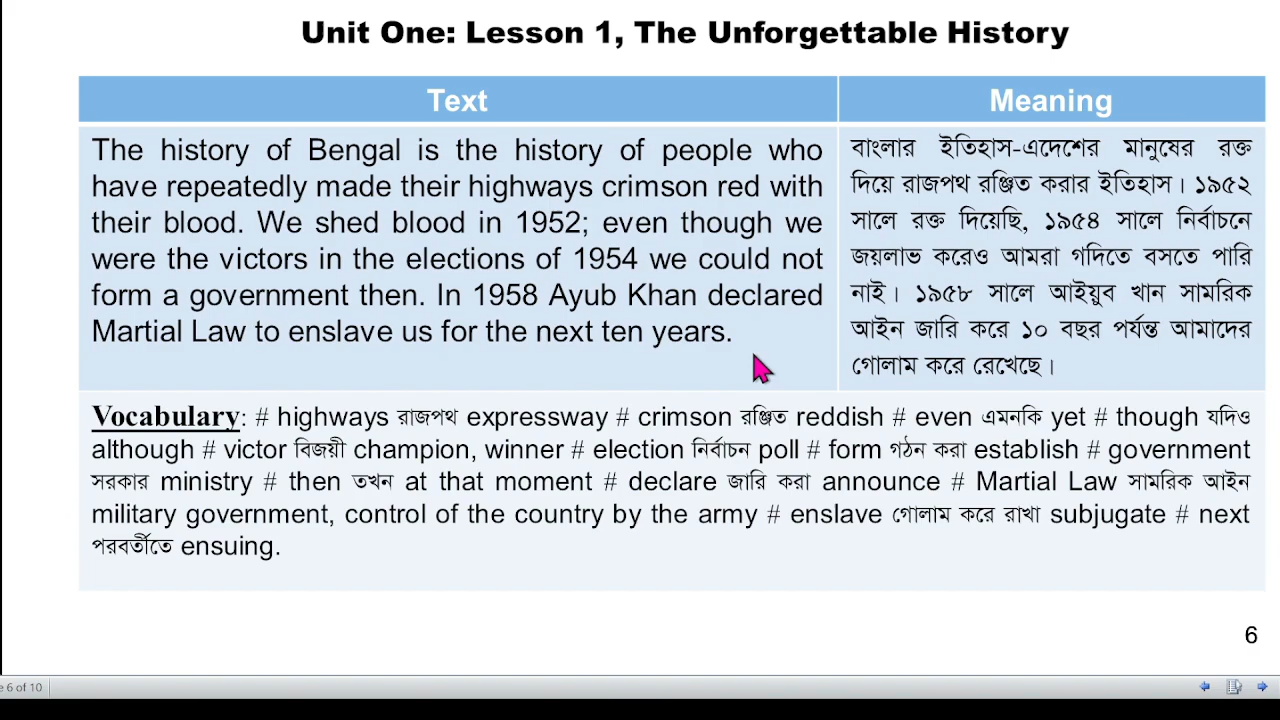 Unit One: Lesson 1, The Unforgettable History
Text
Meaning
The history of Bengal is the history of people who
have repeatedly made their highways crimson red with
their blood. We shed blood in 1952; even though we
were the victors in the elections of 1954 we could not
form a government then. In 1958 Ayub Khan declared
Martial Law to enslave us for the next ten years.
বাংলার ইতিহাস-এদেশের মানুষের রক্ত
দিয়ে রাজপথ রঞ্জিত করার ইতিহাস। ১৯৫২
সালে রক্ত দিয়েছি, ১৯৫৪ সালে নির্বাচনে
জয়লাভ করেও আমরা গদিতে বসতে পারি
নাই। ১৯৫৮ সালে আইয়ুব খান সামরিক
আইন জারি করে ১০ বছর পর্যন্ত আমাদের
গোলাম করে রেখেছে।
Vocabulary: # highways রাজপথ expressway # crimson রঞ্জিত reddish # even এমনকি yet # though যদিও
although # victor বিজয়ী champion, winner # election নির্বাচন poll # form গঠন করা establish # government
সরকার ministry # then তখন at that moment # declare জারি করা announce # Martial Law সামরিক আইন
military government, control of the country by the army # enslave গোলাম করে রাখা subjugate # next
পরবর্তীতে ensuing.
6
e 6 of 10